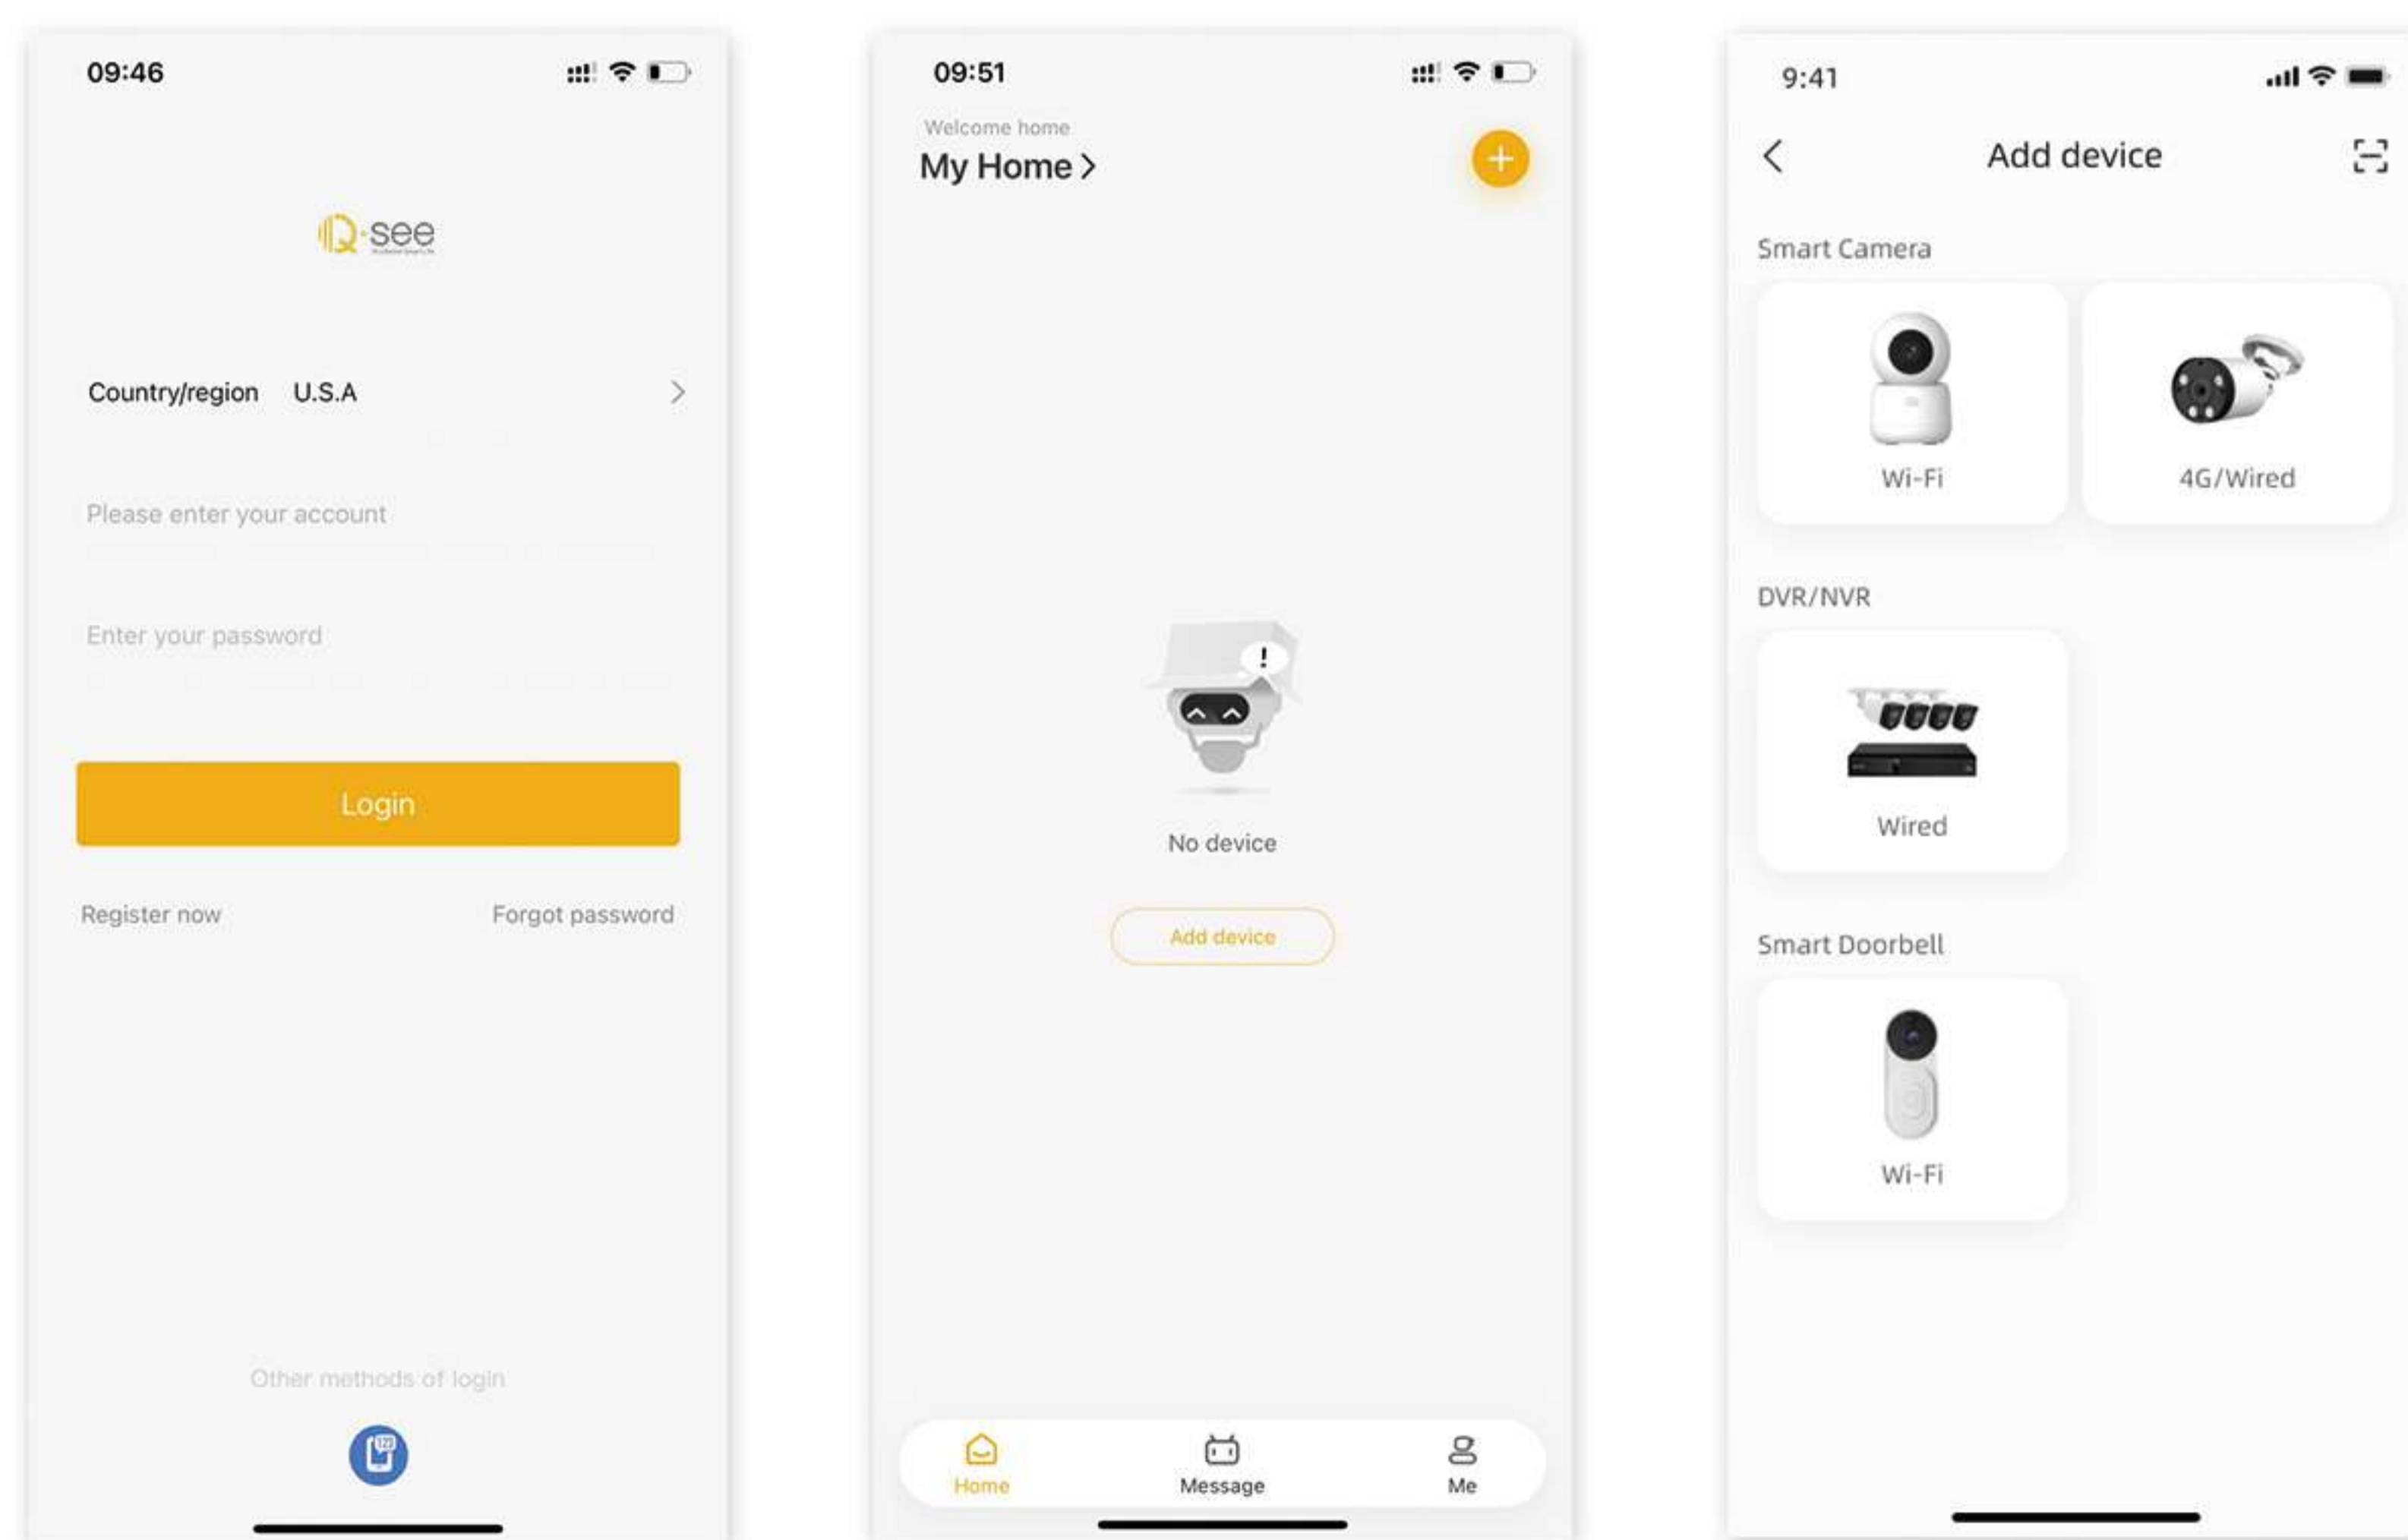 09:46
Q-see
Country/region U.S.A
Please enter your account
Enter your password
Login
Register now Forgot password
Other methods of login
123
09:51
Welcome home
My Home >
!
No device
Add device
Home Message Me
9:41
Add device
Smart Camera
Wi-Fi 4G/Wired
DVR/NVR
Wired
Smart Doorbell
Wi-Fi